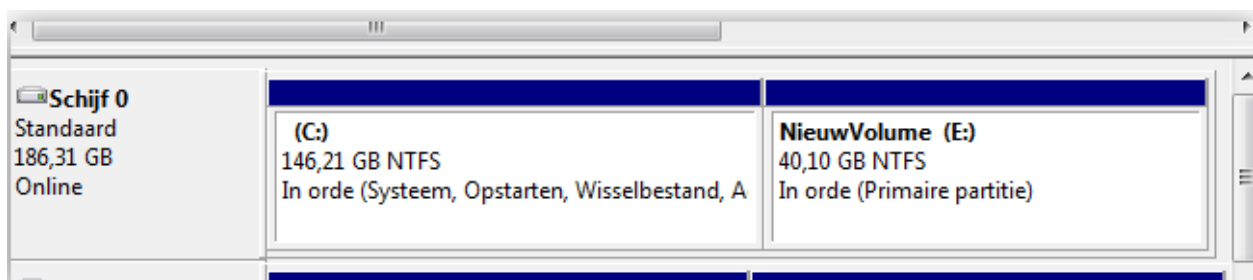 Schijf 0
Standaard
186,31 GB
Online
(C:)
146,21 GB NTFS
In orde (Systeem, Opstarten, Wisselbestand, A
NieuwVolume (E:)
40,10 GB NTFS
In orde (Primaire partitie)